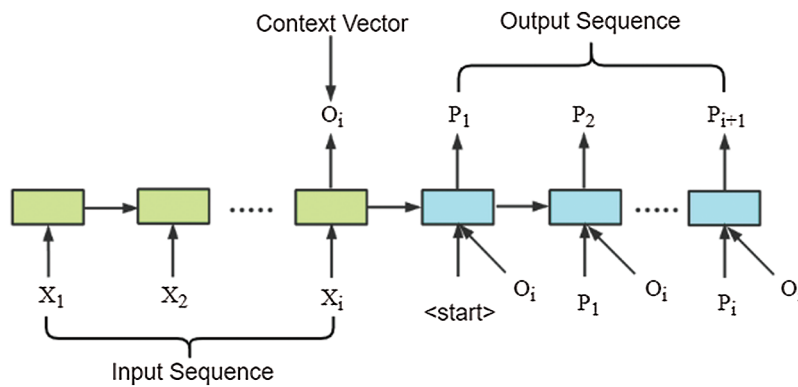 Context Vector
Output Sequence
Oi
P1
P2
Pi+1
.....
.....
X1
X2
Xi
<start>
Oi
P1
Oi
Pi
O
Input Sequence